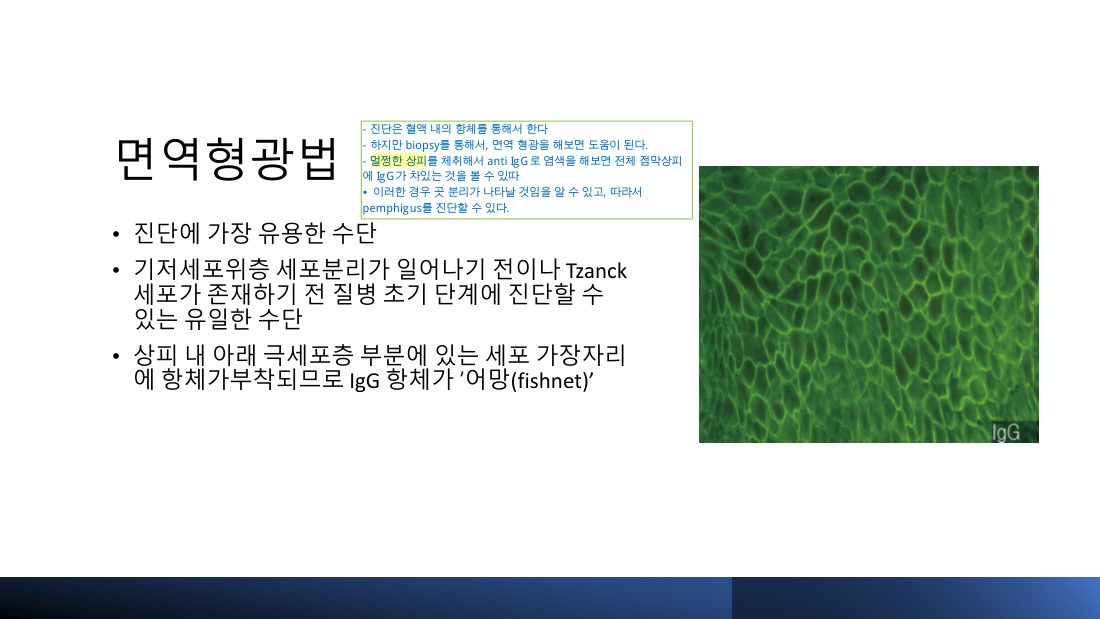 면역형광법
- 진단은 혈액 내의 항체를 통해서 한다
- 하지만 biopsy를 통해서, 면역 형광을 해보면 도움이 된다.
- 멀쩡한 상피를 체취해서 anti IgG로 염색을 해보면 전체 점막상피
에 IgG가 차있는 것을 볼 수 있따
• 이러한 경우 곳 분리가 나타날 것임을 알 수 있고, 따라서
pemphigus를 진단할 수 있다.
• 진단에 가장 유용한 수단
• 기저세포위층 세포분리가 일어나기 전이나 Tzanck
세포가 존재하기 전 질병 초기 단계에 진단할 수
있는 유일한 수단
• 상피 내 아래 극세포층 부분에 있는 세포 가장자리
에 항체가부착되므로 IgG 항체가 ‘어망(fishnet)’
IgG